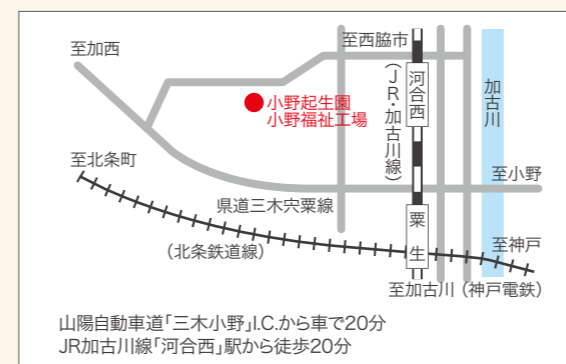 至加西
至西脇市
河合西
(JR・加古川線)
加古川
小野起生園
小野福祉工場
至北条町
至小野
県道三木宍粟線
粟生
(北条鉄道線)
至神戸
至加古川
(神戸電鉄)
山陽自動車道「三木小野」I.C.から車で20分
JR加古川線「河合西」駅から徒歩20分